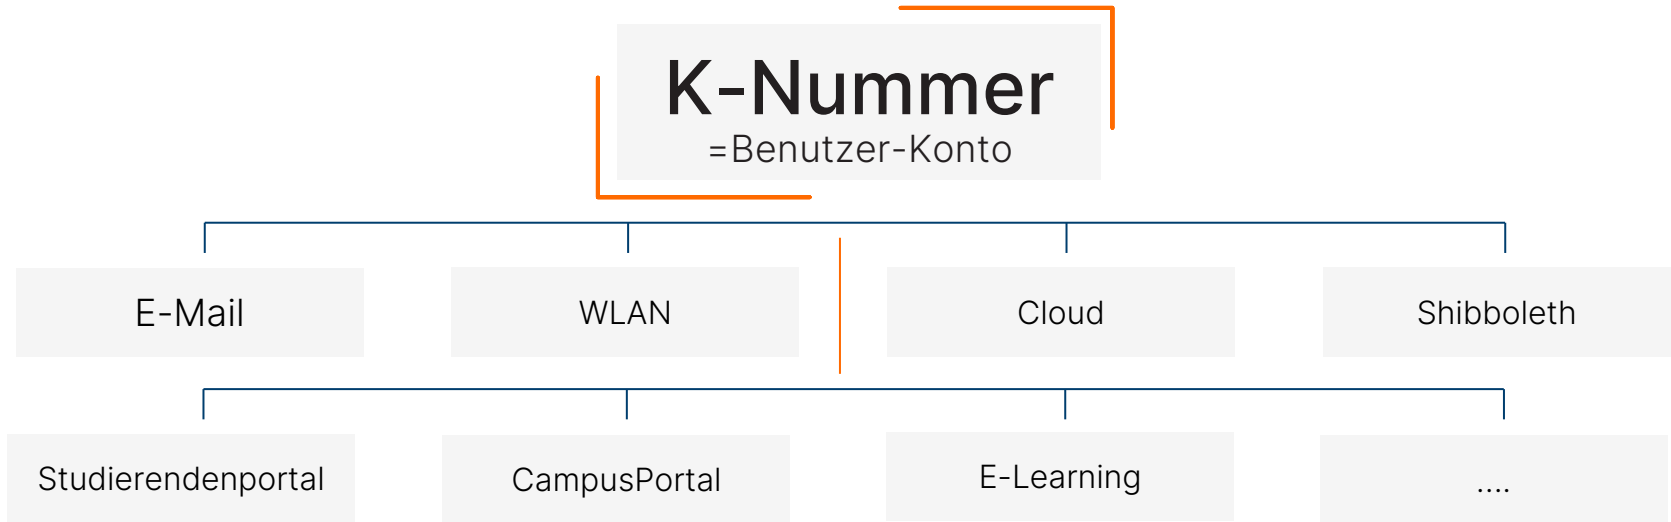 K-Nummer
=Benutzer-Konto
E-Mail
WLAN
Cloud
Shibboleth
Studierendenportal
CampusPortal
E-Learning
....